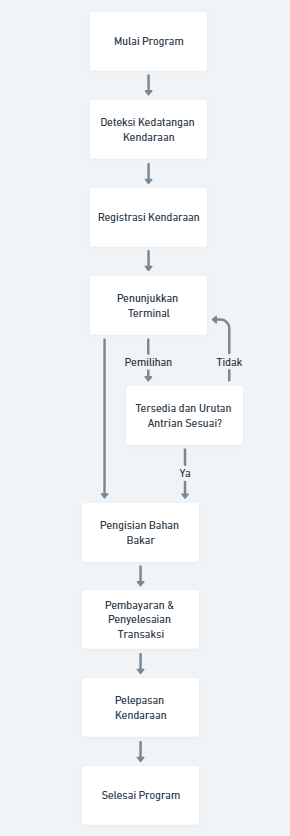 Mulai Program
Deteksi Kedatangan
Kendaraan
Registrasi Kendaraan
Penunjukkan
Terminal
Pemilihan
Tidak
Tersedia dan Urutan
Antrian Sesuai?
Ya
Pengisian Bahan
Bakar
Pembayaran &
Penyelesaian
Transaksi
Pelepasan
Kendaraan
Selesai Program